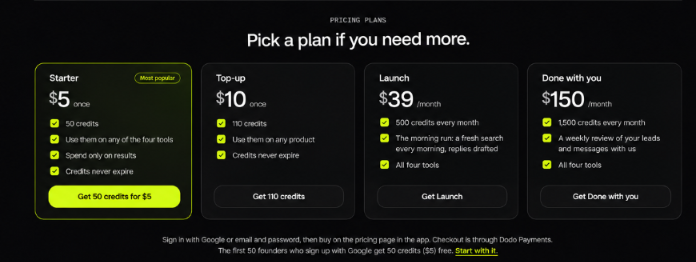 PRICING PLANS
Pick a plan if you need more.
Starter
Most popular
$5 once
50 credits
Use them on any of the four tools
Spend only on results
Credits never expire
Get 50 credits for $5
Top-up
$10 once
110 credits
Use them on any product
Credits never expire
Get 110 credits
Launch
$39 /month
500 credits every month
The morning run: a fresh search
every morning, replies drafted
All four tools
Get Launch
Done with you
$150 /month
1,500 credits every month
A weekly review of your leads
and messages with us
All four tools
Get Done with you
Sign in with Google or email and password, then buy on the pricing page in the app. Checkout is through Dodo Payments.
The first 50 founders who sign up with Google get 50 credits ($5) free. Start with it.